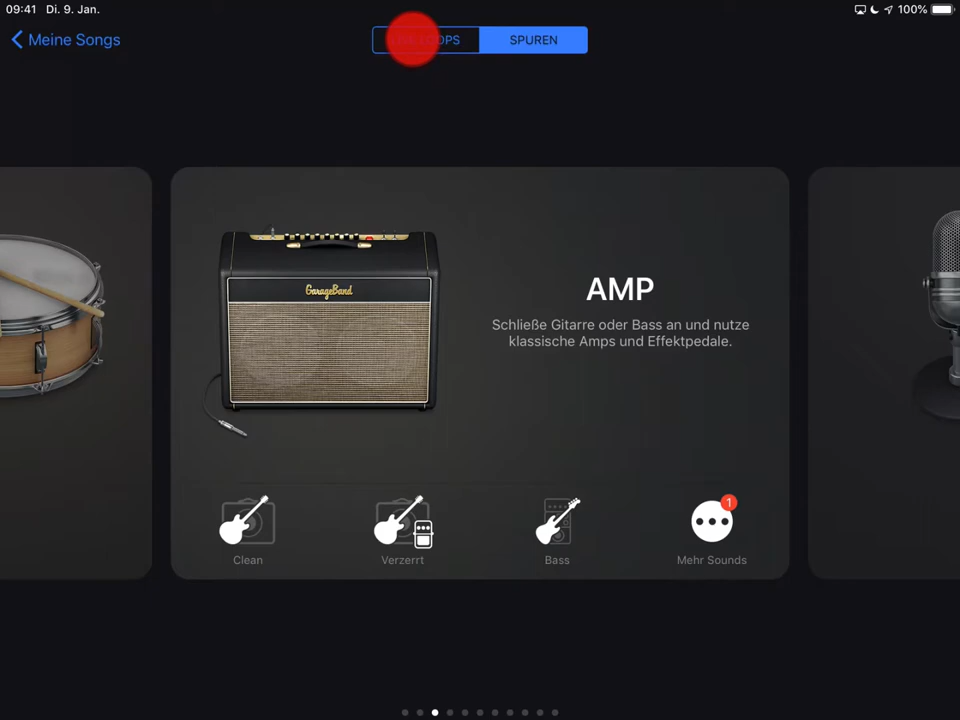 09:41 Di. 9. Jan.
100%
Meine Songs
SPUREN
GarageBand
AMP
Schließe Gitarre oder Bass an und nutze
klassische Amps und Effektpedale.
1
Clean
Verzerrt
Bass
Mehr Sounds